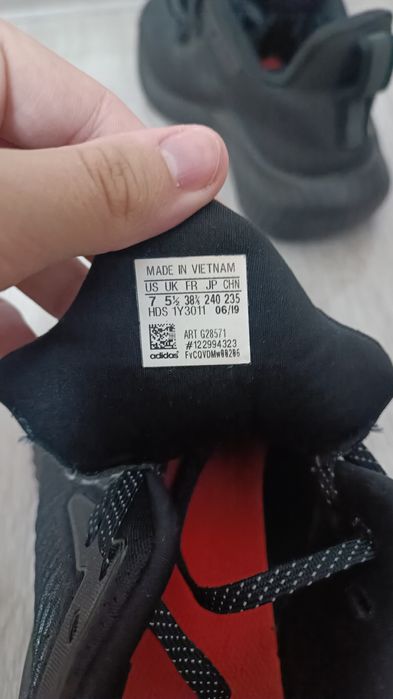 MADE IN VIETNAM
US UK FR JP CHN
7 5½ 38⅔ 240 235
HDS 1Y3011 06/19
ART G28571
#122994323
adidas FvCQVDMW00206